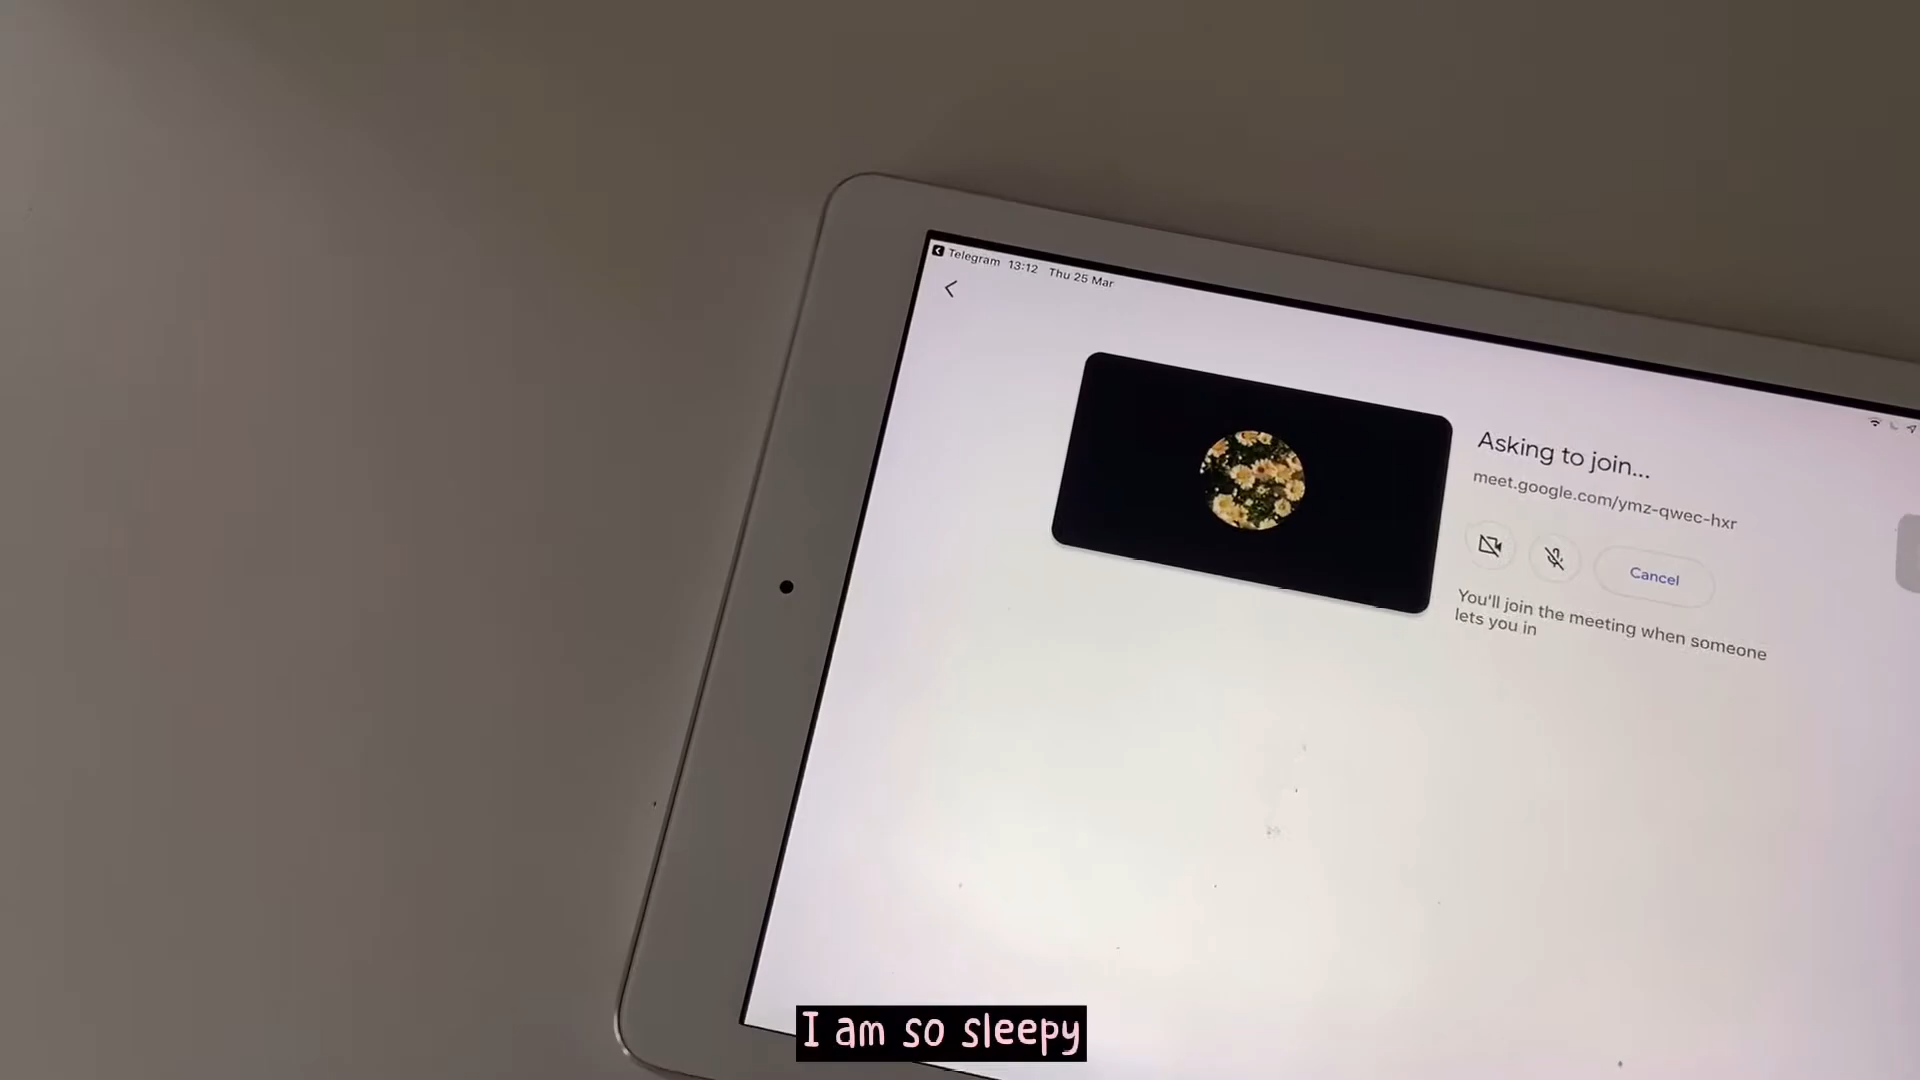 Telegram 13:12 Thu 25 Mar
Asking to join...
meet.google.com/ymz-qwec-hxr
Cancel
You'll join the meeting when someone
lets you in
I am so sleepy